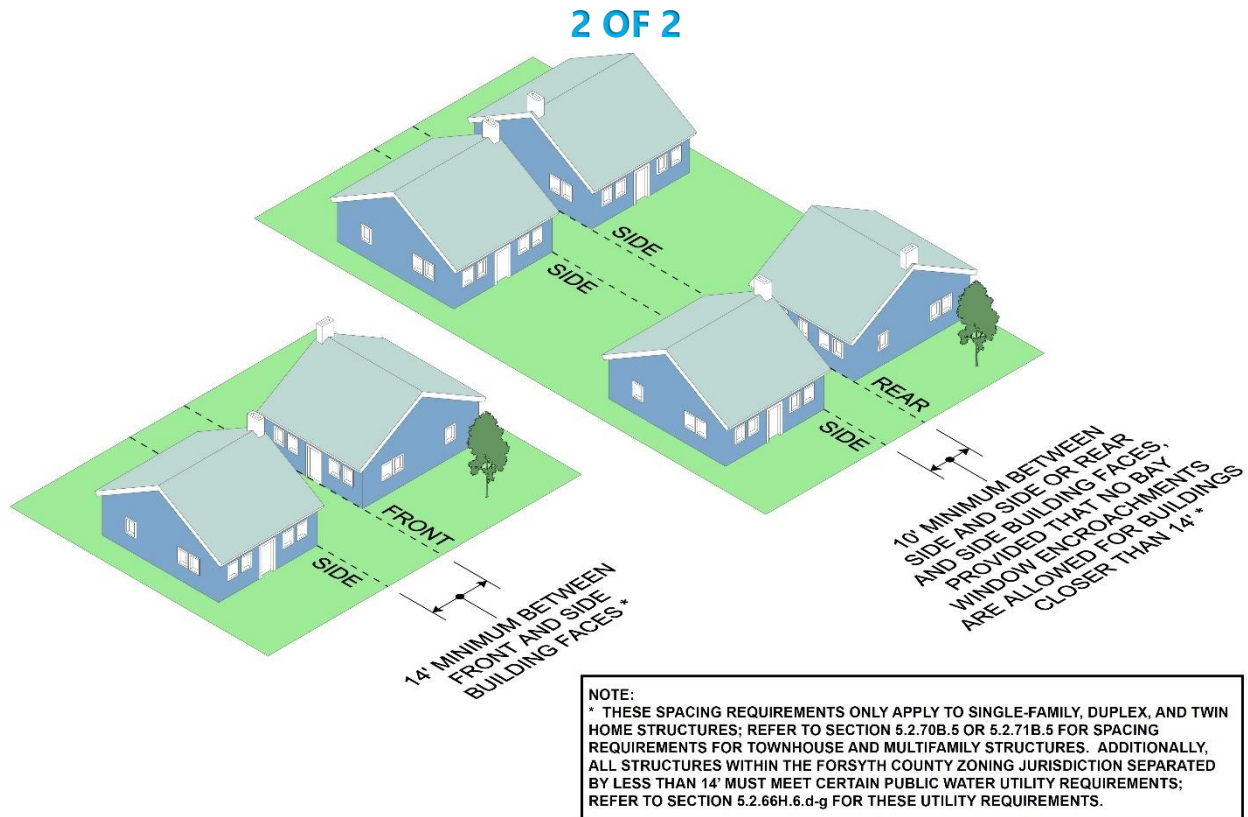 2 OF 2
SIDE
SIDE
REAR
SIDE
10' MINIMUM BETWEEN
SIDE AND SIDE OR REAR
AND SIDE BUILDING FACES,
PROVIDED THAT NO BAY
WINDOW ENCROACHMENTS
ARE ALLOWED FOR BUILDINGS
CLOSER THAN 14' *
FRONT
SIDE
14' MINIMUM BETWEEN
FRONT AND SIDE
BUILDING FACES *
NOTE:
* THESE SPACING REQUIREMENTS ONLY APPLY TO SINGLE-FAMILY, DUPLEX, AND TWIN
HOME STRUCTURES; REFER TO SECTION 5.2.70B.5 OR 5.2.71B.5 FOR SPACING
REQUIREMENTS FOR TOWNHOUSE AND MULTIFAMILY STRUCTURES. ADDITIONALLY,
ALL STRUCTURES WITHIN THE FORSYTH COUNTY ZONING JURISDICTION SEPARATED
BY LESS THAN 14' MUST MEET CERTAIN PUBLIC WATER UTILITY REQUIREMENTS;
REFER TO SECTION 5.2.66H.6.d-g FOR THESE UTILITY REQUIREMENTS.